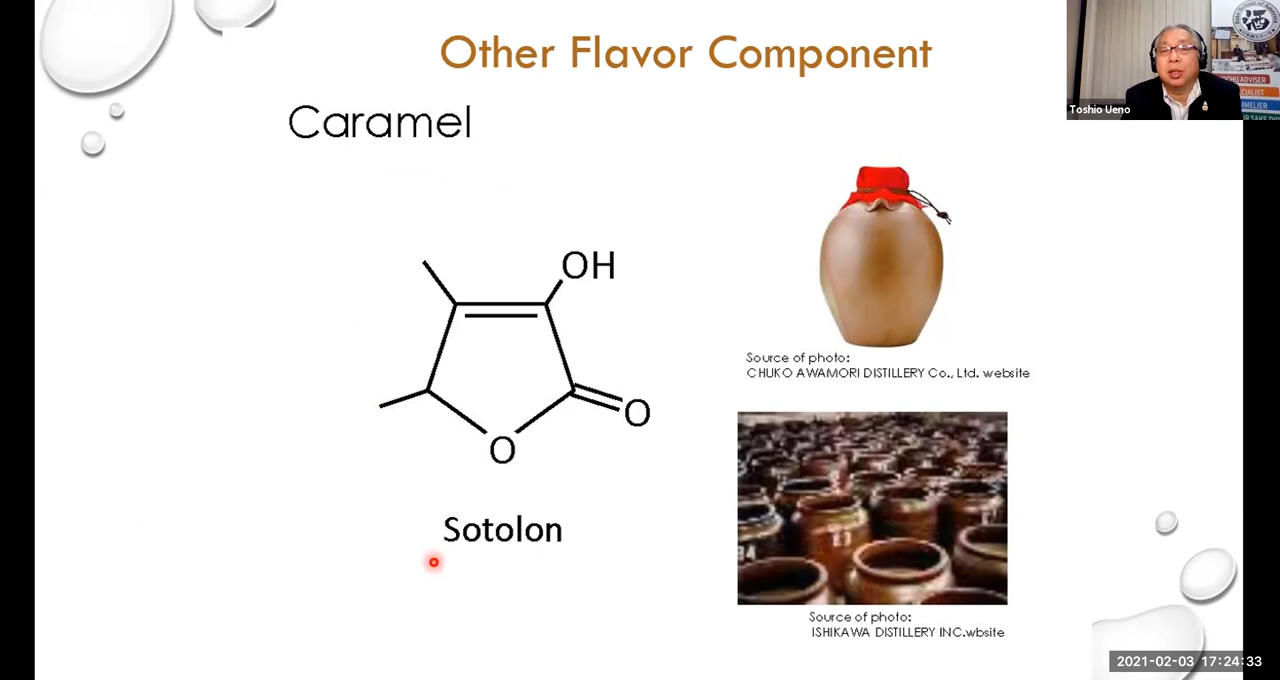 Other Flavor Component
Caramel
Toshio Ueno
OH
O
O
Sotolon
Source of photo:
CHUKO AWAMORI DISTILLERY Co., Ltd. website
Source of photo:
ISHIKAWA DISTILLERY INC.wbsite
2021-02-03 17:24:33